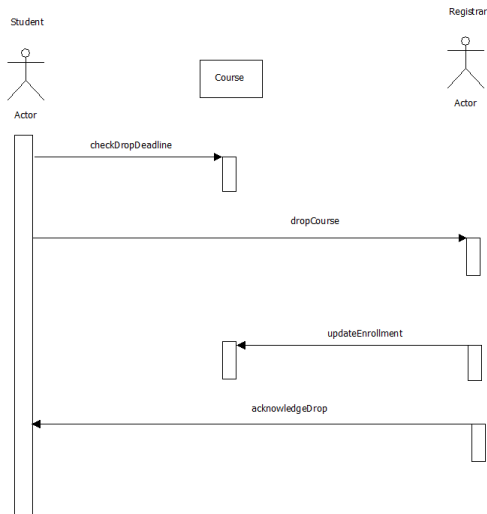 Registrar
Student
Course
Actor
Actor
checkDropDeadline
dropCourse
updateEnrollment
acknowledgeDrop